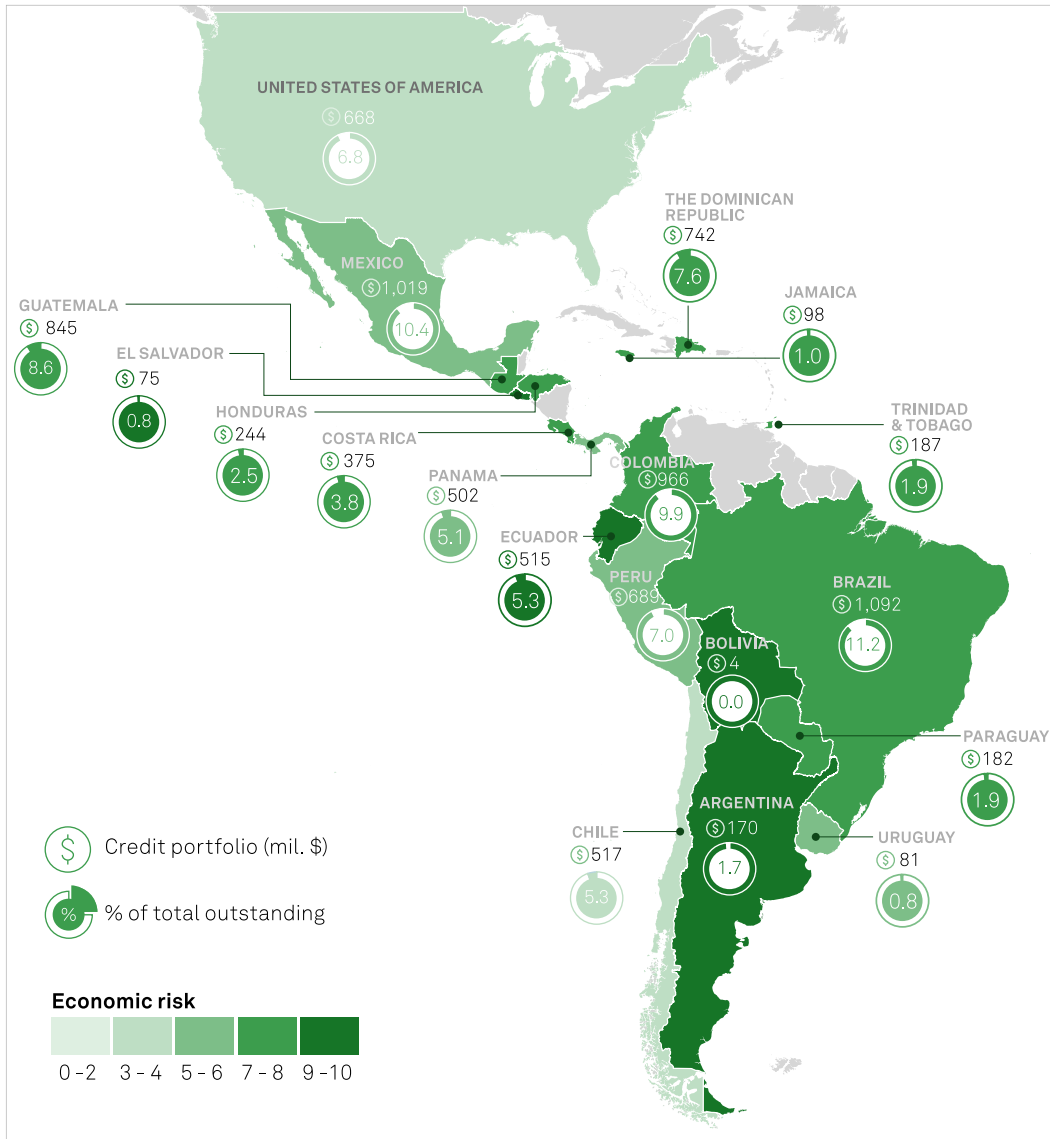 UNITED STATES OF AMERICA
$ 668
6.8
THE DOMINICAN
REPUBLIC
$ 742
7.6
MEXICO
$ 1,019
10.4
JAMAICA
$ 98
1.0
GUATEMALA
$ 845
8.6
EL SALVADOR
$ 75
0.8
HONDURAS
$ 244
2.5
COSTA RICA
$ 375
3.8
PANAMA
$ 502
5.1
TRINIDAD
& TOBAGO
$ 187
1.9
COLOMBIA
$ 966
9.9
ECUADOR
$ 515
5.3
PERU
$ 689
7.0
BRAZIL
$ 1,092
11.2
BOLIVIA
$ 4
0.0
PARAGUAY
$ 182
1.9
ARGENTINA
$ 170
1.7
CHILE
$ 517
5.3
URUGUAY
$ 81
0.8
$ Credit portfolio (mil. $)
% % of total outstanding
Economic risk
0 - 2 3 - 4 5 - 6 7 - 8 9 - 10